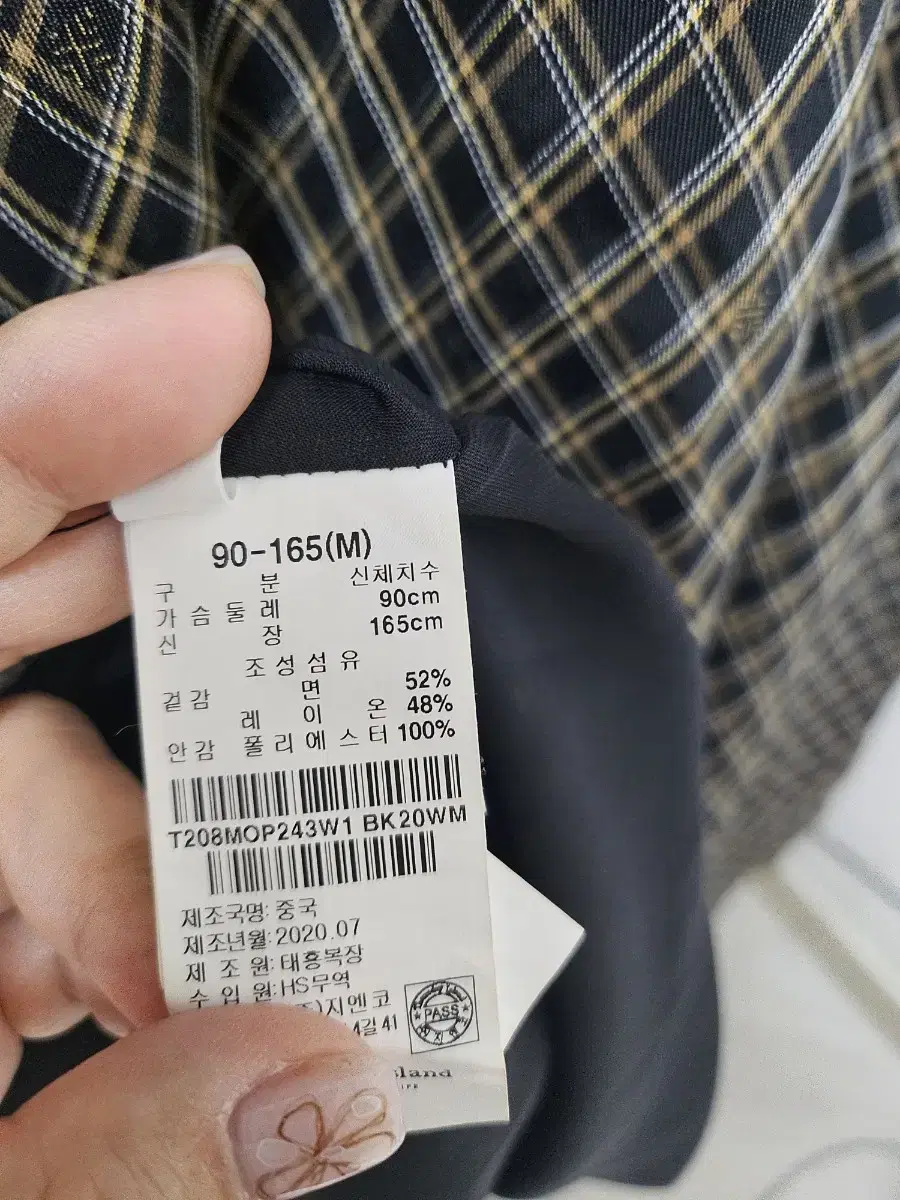 90-165(M)
구 분 신체치수
가 슴 둘 레 90cm
신 장 165cm
조 성 섬 유
겉 감 면 52%
레 이 온 48%
안 감 폴 리 에 스 터 100%
T208MOP243W1 BK20WM
제조국명: 중국
제조년월: 2020.07
제 조 원: 태흥복장
수 입 원: HS무역
지엔코
4길 41
PASS